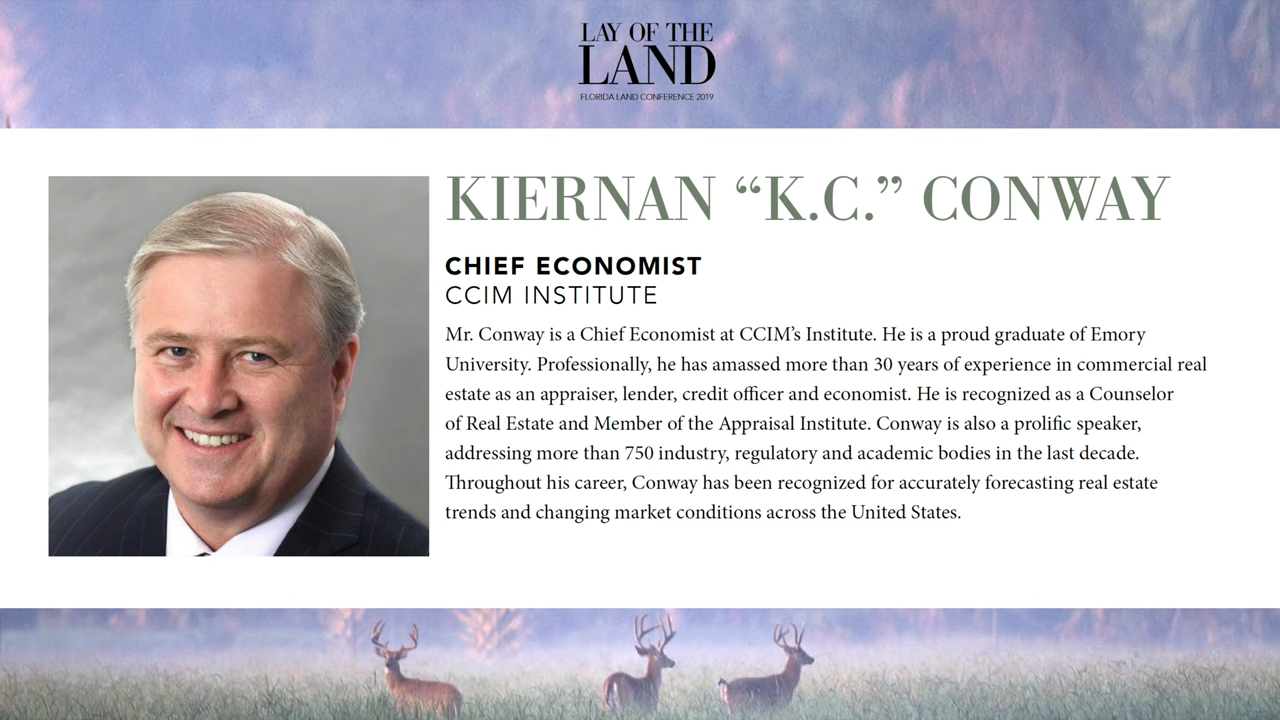 LAY OF THE
LAND
FLORIDA LAND CONFERENCE 2019
KIERNAN “K.C.” CONWAY
CHIEF ECONOMIST
CCIM INSTITUTE
Mr. Conway is a Chief Economist at CCIM’s Institute. He is a proud graduate of Emory
University. Professionally, he has amassed more than 30 years of experience in commercial real
estate as an appraiser, lender, credit officer and economist. He is recognized as a Counselor
of Real Estate and Member of the Appraisal Institute. Conway is also a prolific speaker,
addressing more than 750 industry, regulatory and academic bodies in the last decade.
Throughout his career, Conway has been recognized for accurately forecasting real estate
trends and changing market conditions across the United States.